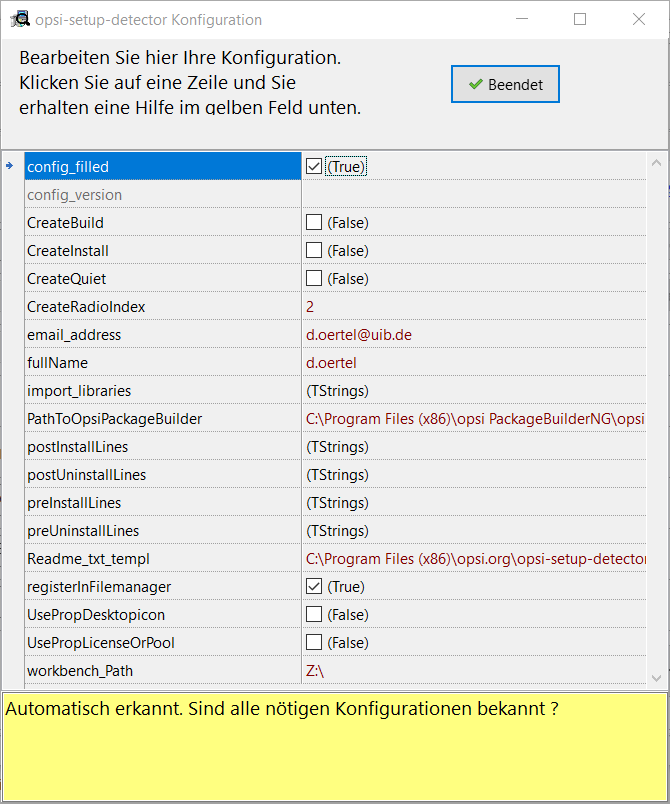 opsi-setup-detector Konfiguration
Bearbeiten Sie hier Ihre Konfiguration.
Klicken Sie auf eine Zeile und Sie
erhalten eine Hilfe im gelben Feld unten.
Beendet
config_filled (True)
config_version
CreateBuild (False)
CreateInstall (False)
CreateQuiet (False)
CreateRadioIndex 2
email_address d.oertel@uib.de
fullName d.oertel
import_libraries (TStrings)
PathToOpsiPackageBuilder C:\Program Files (x86)\opsi PackageBuilderNG\opsi
postInstallLines (TStrings)
postUninstallLines (TStrings)
preInstallLines (TStrings)
preUninstallLines (TStrings)
Readme_txt_templ C:\Program Files (x86)\opsi.org\opsi-setup-detector
registerInFilemanager (True)
UsePropDesktopicon (False)
UsePropLicenseOrPool (False)
workbench_Path Z:\
Automatisch erkannt. Sind alle nötigen Konfigurationen bekannt ?